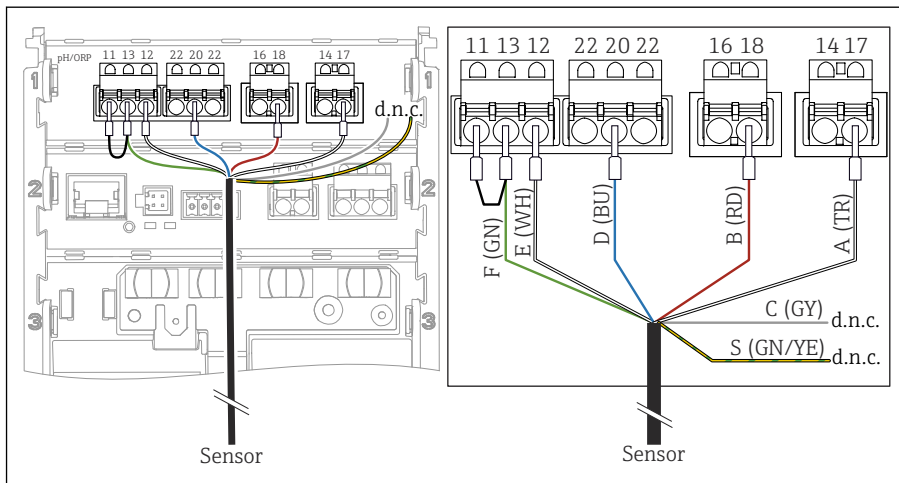 pH/ORP
11 13 12
22 20 22
16 18
14 17
1
1
d.n.c.
2
2
3
3
Sensor
11 13 12
22 20 22
16 18
14 17
F (GN)
E (WH)
D (BU)
B (RD)
A (TR)
C (GY)
d.n.c.
S (GN/YE)
d.n.c.
Sensor